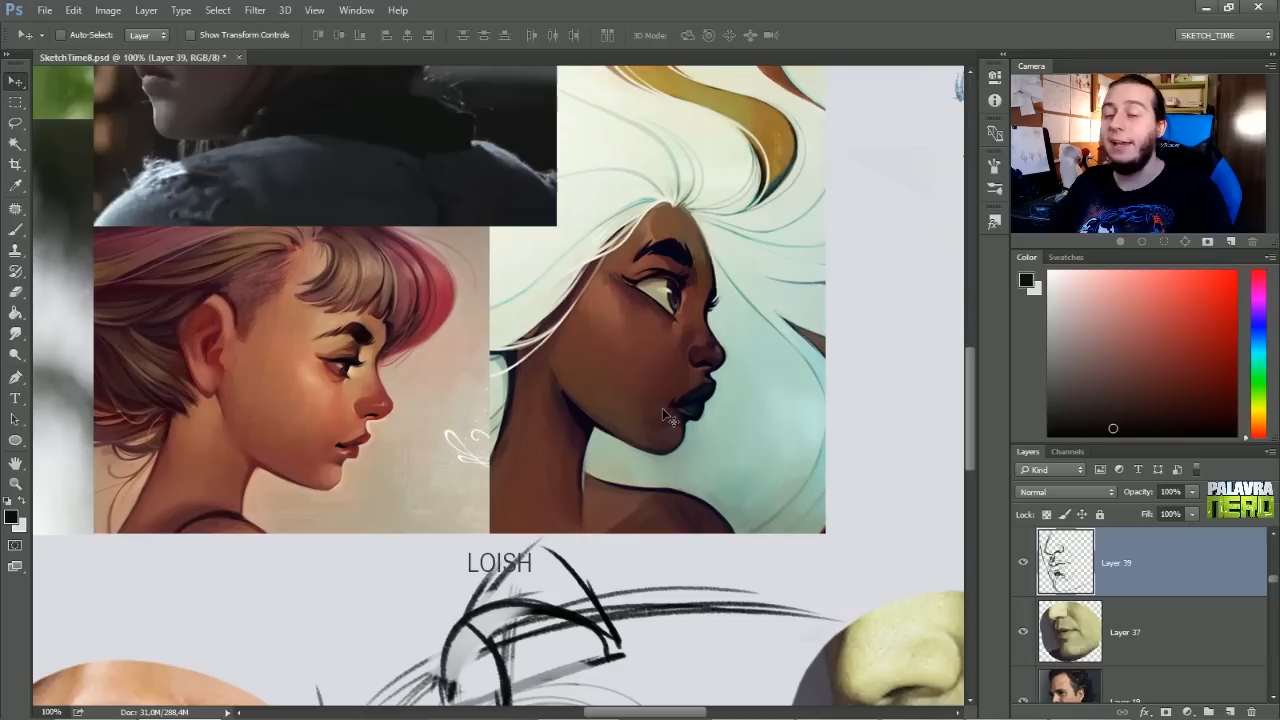 Ps File Edit Image Layer Type Select Filter 3D View Window Help
Auto-Select: Layer Show Transform Controls 3D Mode: SKETCH_TIME
SketchTime8.psd @ 100% (Layer 39, RGB/8) *
Camera
Color Swatches
Layers Channels
Kind
Normal Opacity: 100%
Lock: Fill: 100%
PALAVRA
NERD
Layer 39
Layer 37
LOISH
100% Doc: 31,0M/288,4M